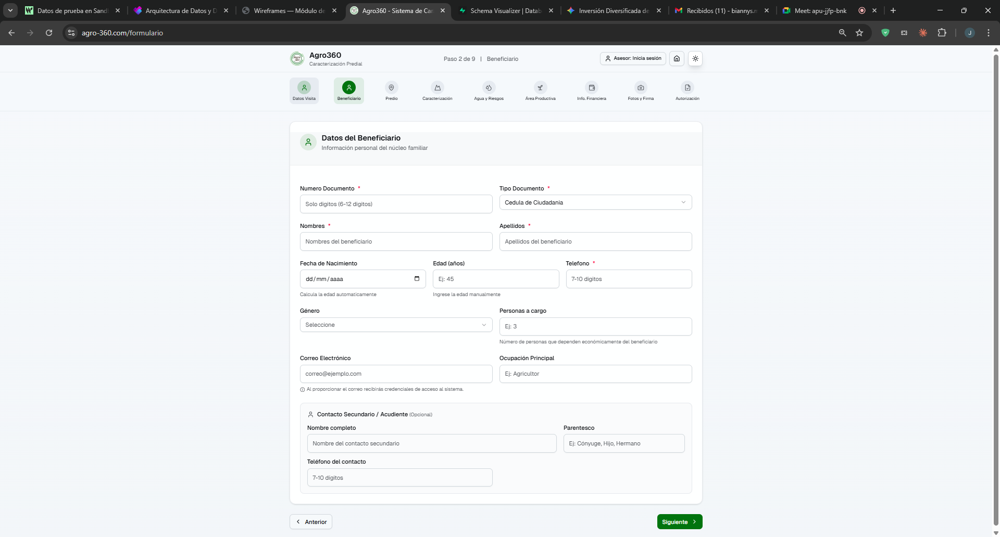 Datos de prueba en Sand
Arquitectura de Datos y D
Wireframes — Módulo de
Agro360 - Sistema de Car
Schema Visualizer | Datab
Inversión Diversificada de
Recibidos (11) - biannys.m
Meet: apu-jjfp-bnk
agro-360.com/formulario
J
Agro360
Caracterización Predial
Paso 2 de 9 | Beneficiario
Asesor: Inicia sesión
Datos Visita
Beneficiario
Predio
Caracterización
Agua y Riesgos
Área Productiva
Info. Financiera
Fotos y Firma
Autorización
Datos del Beneficiario
Información personal del núcleo familiar
Numero Documento *
Tipo Documento *
Solo digitos (6-12 digitos)
Cedula de Ciudadania
Nombres *
Apellidos *
Nombres del beneficiario
Apellidos del beneficiario
Fecha de Nacimiento
Edad (años)
Telefono *
dd/mm/aaaa
Ej: 45
7-10 digitos
Calcula la edad automaticamente
Ingrese la edad manualmente
Género
Personas a cargo
Seleccione
Ej: 3
Número de personas que dependen económicamente del beneficiario
Correo Electrónico
Ocupación Principal
correo@ejemplo.com
Ej: Agricultor
Al proporcionar el correo recibirás credenciales de acceso al sistema.
Contacto Secundario / Acudiente (Opcional)
Nombre completo
Parentesco
Nombre del contacto secundario
Ej: Cónyuge, Hijo, Hermano
Teléfono del contacto
7-10 dígitos
Anterior
Siguiente